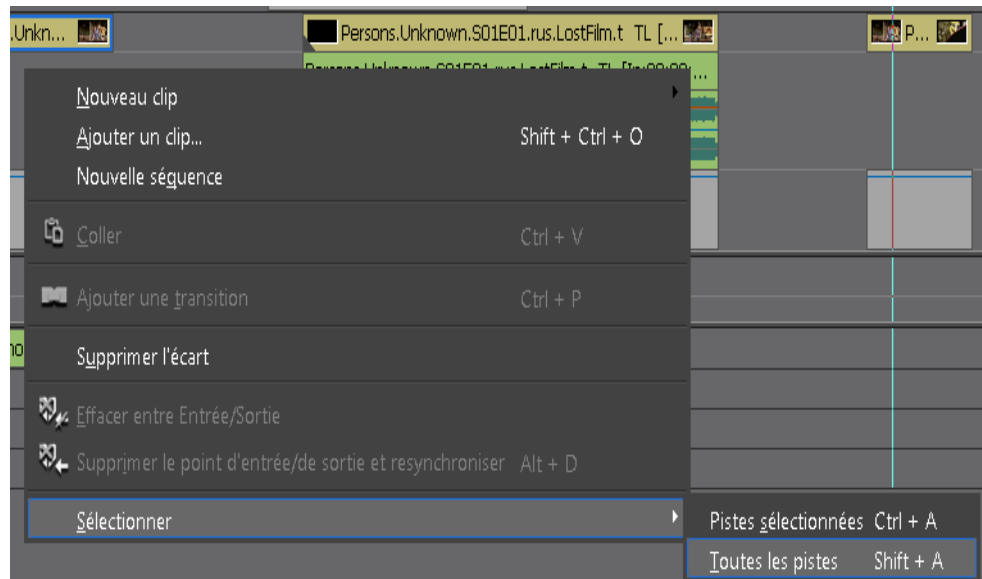 .Unkn...
Persons.Unknown.S01E01.rus.LostFilm.t TL [...
P...
Nouveau clip
Ajouter un clip... Shift + Ctrl + O
Nouvelle séquence
Coller Ctrl + V
Ajouter une transition Ctrl + P
Supprimer l'écart
Effacer entre Entrée/Sortie
Supprimer le point d'entrée/de sortie et resynchroniser Alt + D
Sélectionner
Pistes sélectionnées Ctrl + A
Toutes les pistes Shift + A